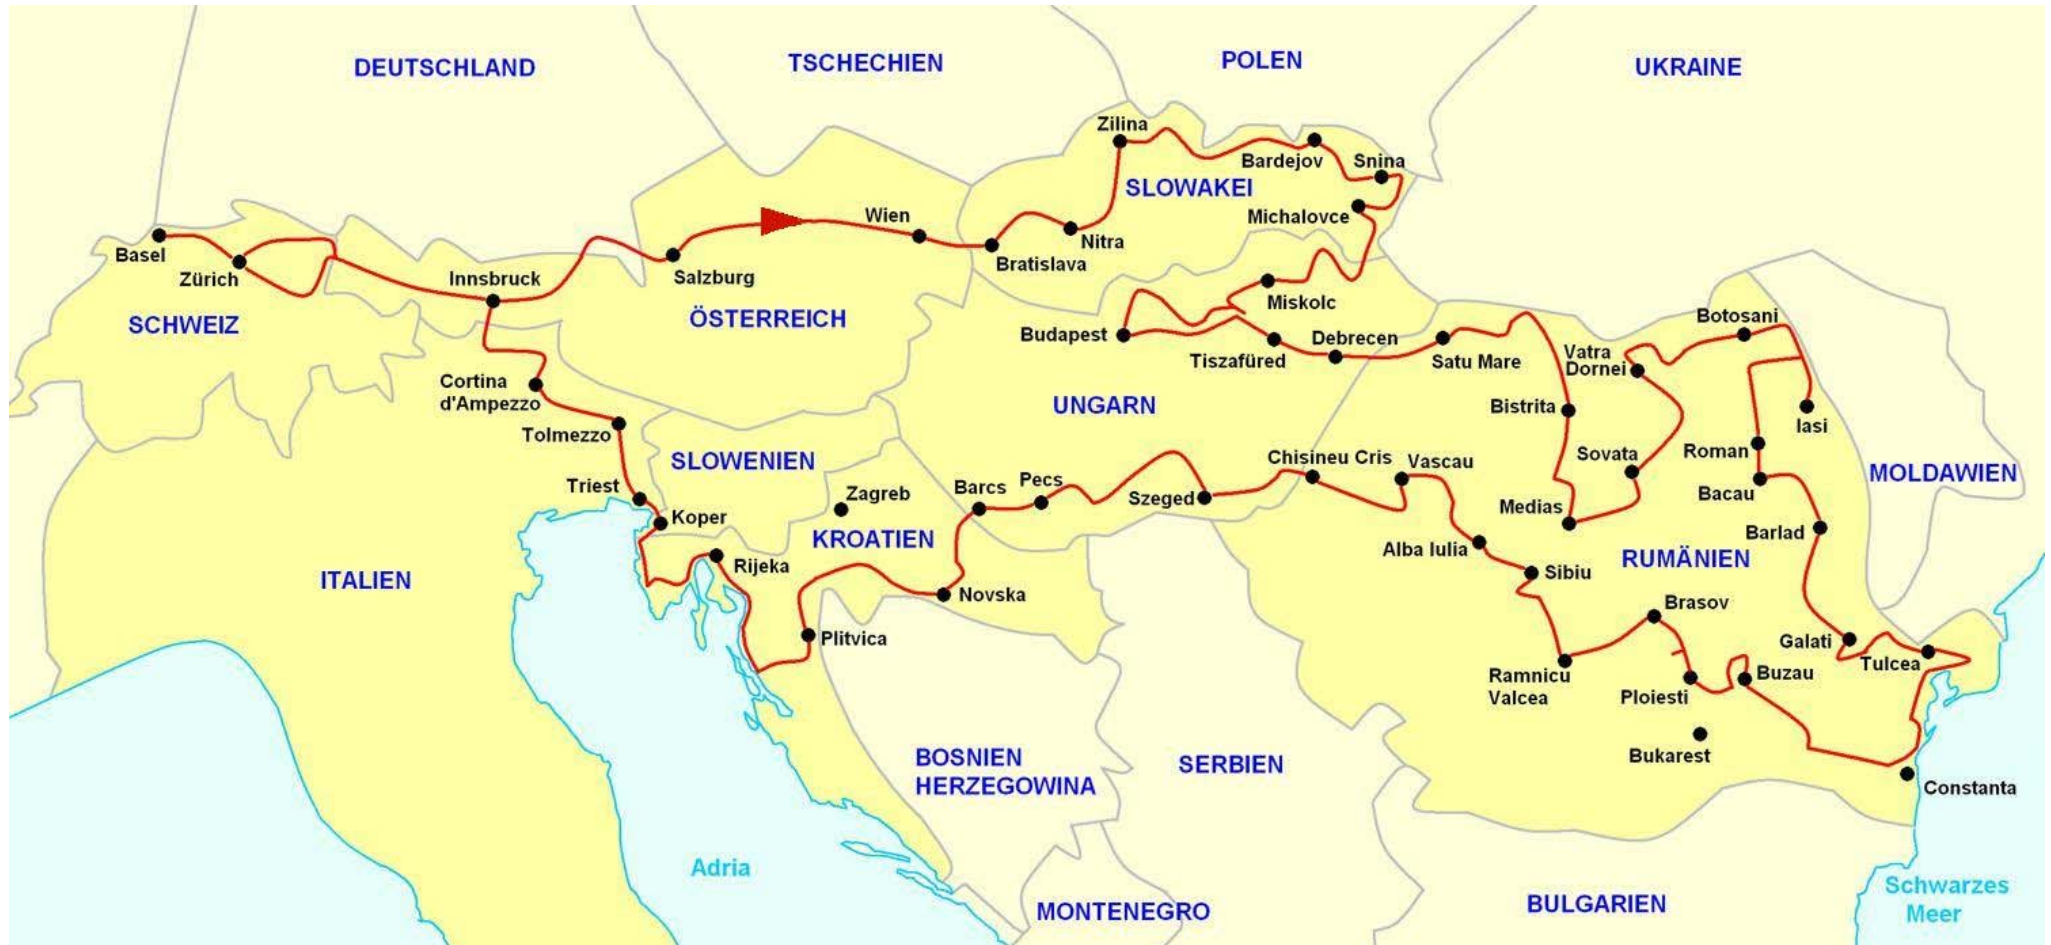 DEUTSCHLAND
TSCHECHIEN
POLEN
UKRAINE
Zilina
Bardejov
Snina
SLOWAKEI
Michalovce
Wien
Nitra
Bratislava
Basel
Zürich
Innsbruck
Salzburg
SCHWEIZ
ÖSTERREICH
Miskolc
Budapest
Tiszafüred
Debrecen
Satu Mare
Botosani
Vatra
Dornei
Cortina
d'Ampezzo
UNGARN
Bistrita
Iasi
Tolmezzo
SLOWENIEN
Chisineu Cris
Vascau
Sovata
Roman
MOLDAWIEN
Triest
Zagreb
Barcs
Pecs
Szeged
Medias
Bacau
Koper
KROATIEN
Alba Iulia
Barlad
RUMÄNIEN
ITALIEN
Rijeka
Sibiu
Novska
Brasov
Plitvica
Galati
Tulcea
Ramnicu
Valcea
Ploiesti
Buzau
BOSNIEN
HERZEGOWINA
SERBIEN
Bukarest
Constanta
Adria
MONTENEGRO
BULGARIEN
Schwarzes
Meer